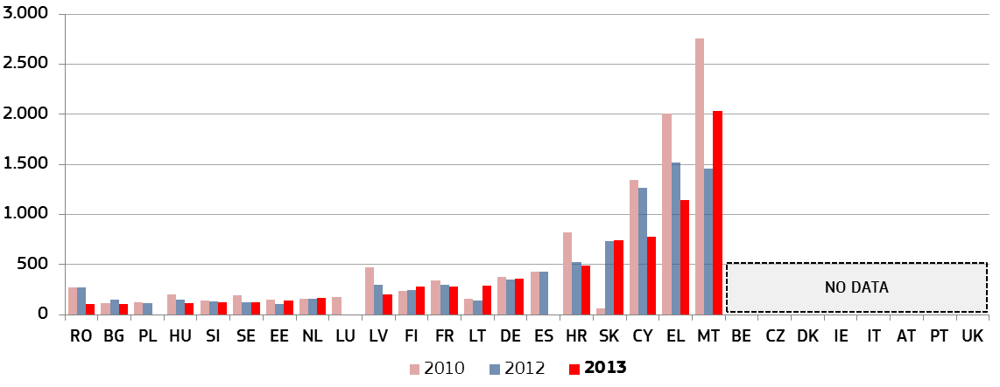 3.000
2.500
2.000
1.500
1.000
500
NO DATA
0
RO BG PL HU SI SE EE NL LU LV FI FR LT DE ES HR SK CY EL MT BE CZ DK IE IT AT PT UK
2010 2012 2013